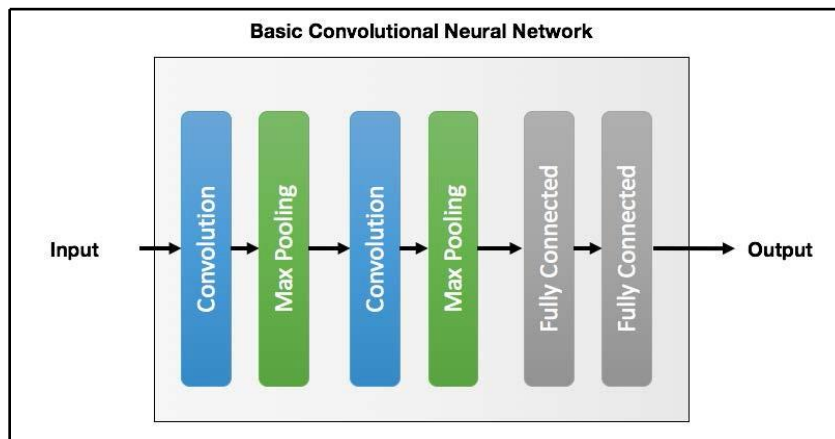 Basic Convolutional Neural Network
Input
Convolution
Max Pooling
Convolution
Max Pooling
Fully Connected
Fully Connected
Output